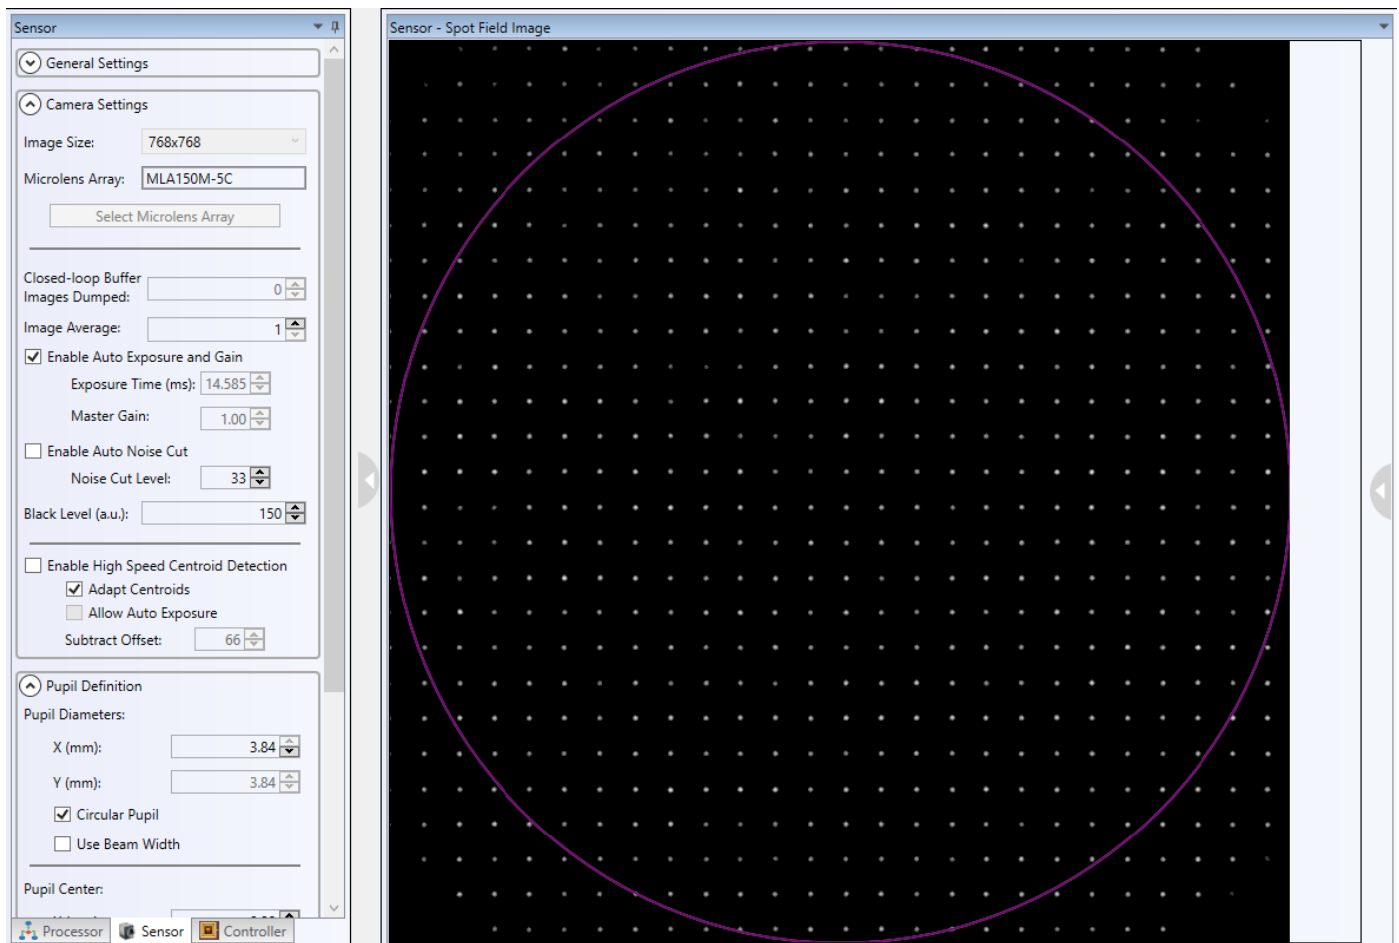 Sensor
General Settings
Camera Settings
Image Size: 768x768
Microlens Array: MLA150M-5C
Select Microlens Array
Closed-loop Buffer
Images Dumped: 0
Image Average: 1
Enable Auto Exposure and Gain
Exposure Time (ms): 14.585
Master Gain: 1.00
Enable Auto Noise Cut
Noise Cut Level: 33
Black Level (a.u.): 150
Enable High Speed Centroid Detection
Adapt Centroids
Allow Auto Exposure
Subtract Offset: 66
Pupil Definition
Pupil Diameters:
X (mm): 3.84
Y (mm): 3.84
Circular Pupil
Use Beam Width
Pupil Center:
Processor Sensor Controller
Sensor - Spot Field Image